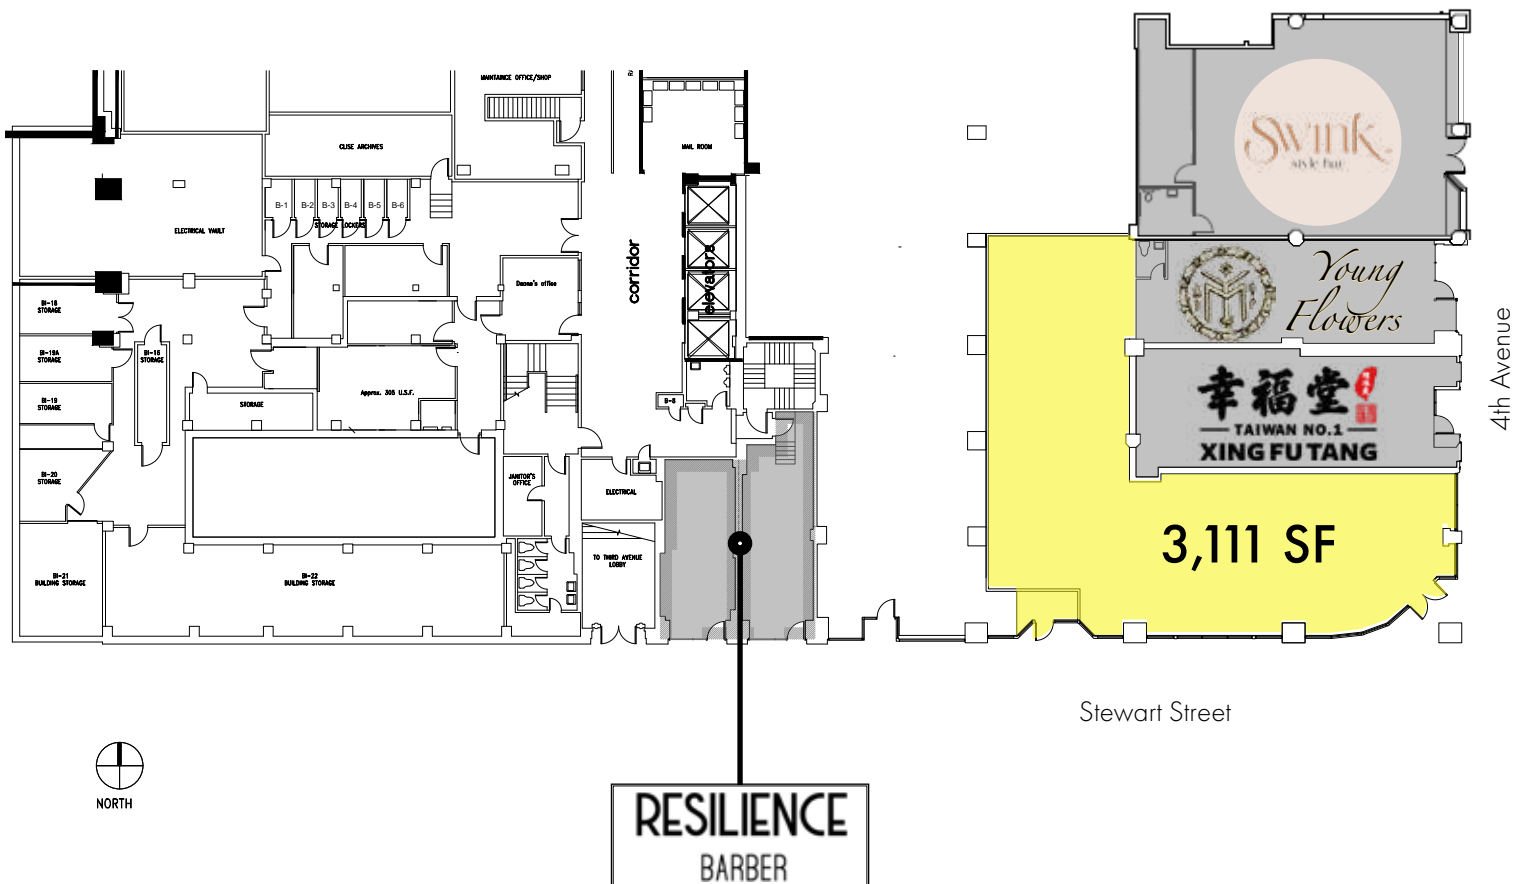 MAINTAINCE OFFICE/SHOP
CLISE ARCHIVES
MAIL ROOM
Swink
style bar
B-1
B-2
B-3
B-4
B-5
B-6
STORAGE LOCKERS
ELECTRICAL VAULT
corridor
elevators
Young
Flowers
Deane's office
BI-18
STORAGE
BI-19A
STORAGE
BI-16
STORAGE
4th Avenue
幸福堂
TAIWAN NO.1
XING FU TANG
Approx. 305 U.S.F.
BI-19
STORAGE
STORAGE
B-8
BI-20
STORAGE
JANITOR'S
OFFICE
ELECTRICAL
3,111 SF
TO THIRD AVENUE
LOBBY
BI-21
BUILDING STORAGE
BI-22
BUILDING STORAGE
Stewart Street
NORTH
RESILIENCE
BARBER